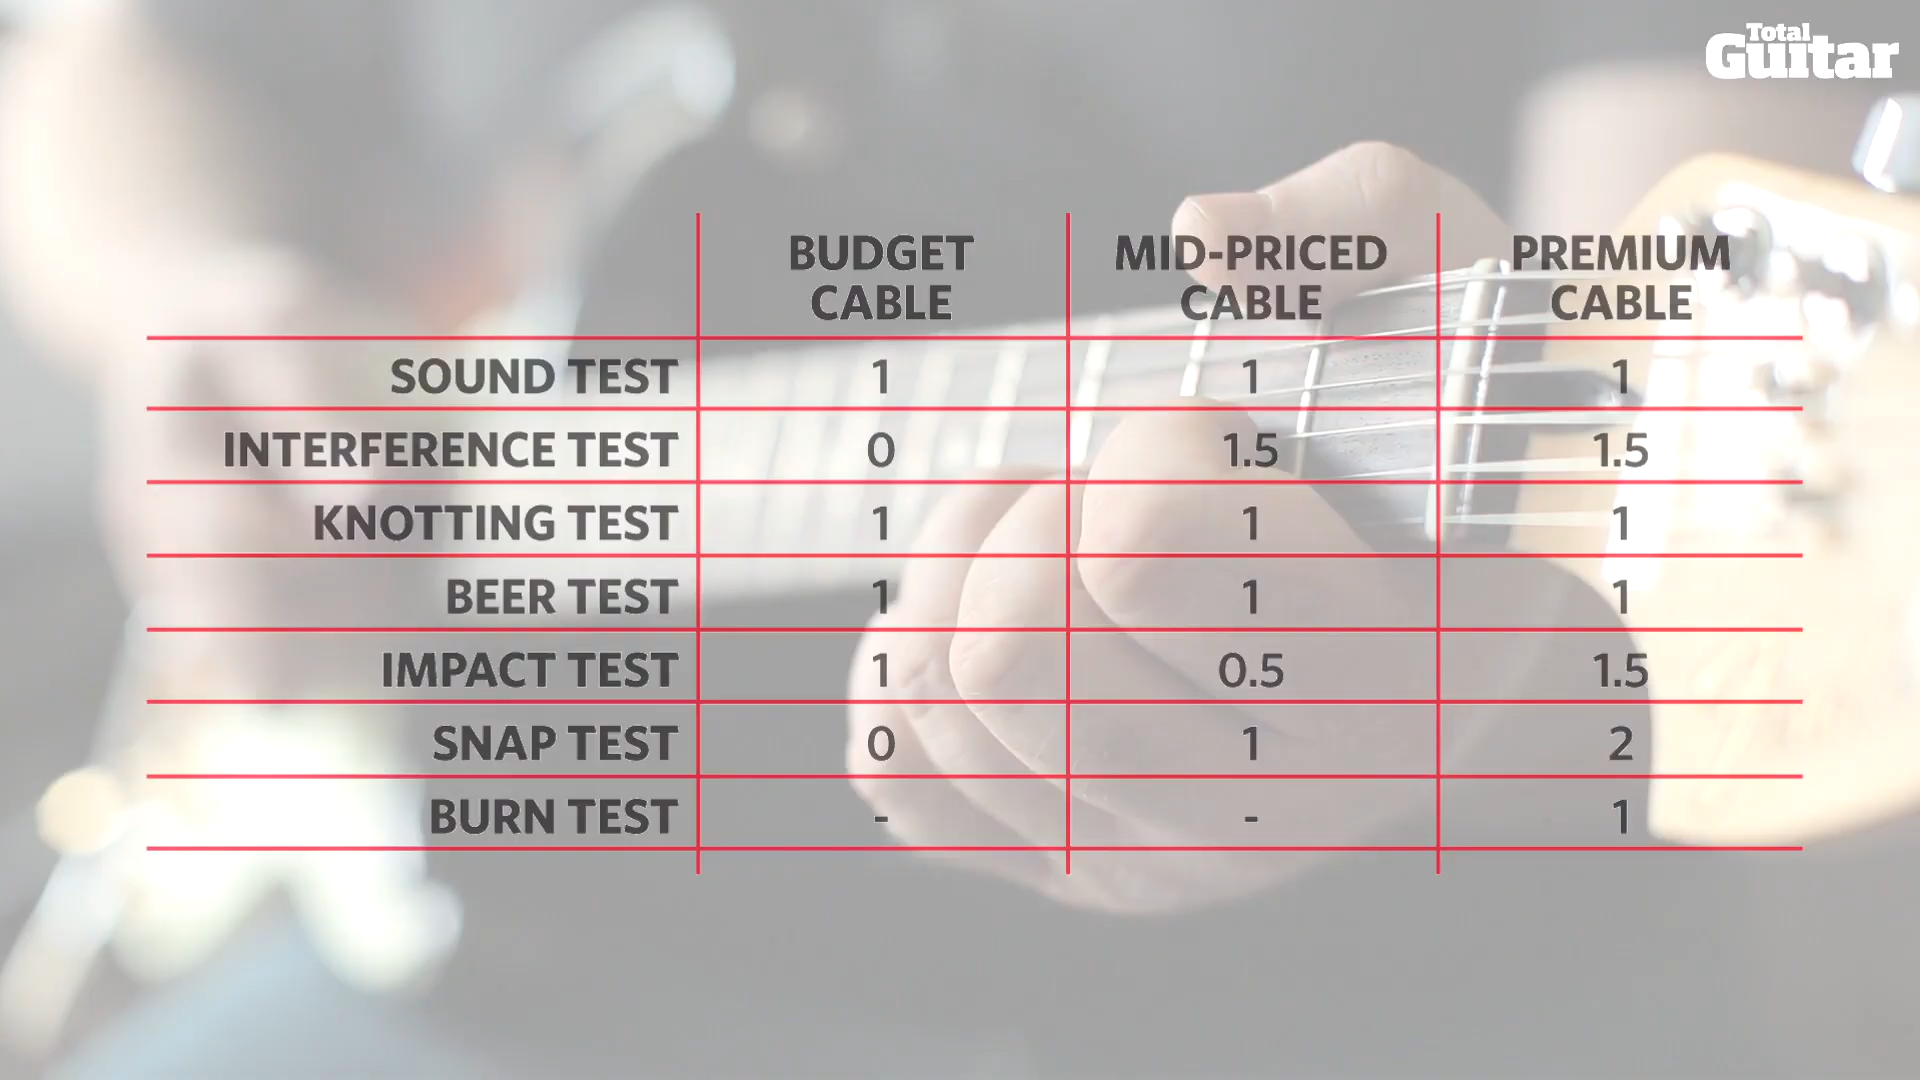 Total
Guitar
BUDGET CABLE MID-PRICED CABLE PREMIUM CABLE
SOUND TEST 1 1 1
INTERFERENCE TEST 0 1.5 1.5
KNOTTING TEST 1 1 1
BEER TEST 1 1 1
IMPACT TEST 1 0.5 1.5
SNAP TEST 0 1 2
BURN TEST - - 1